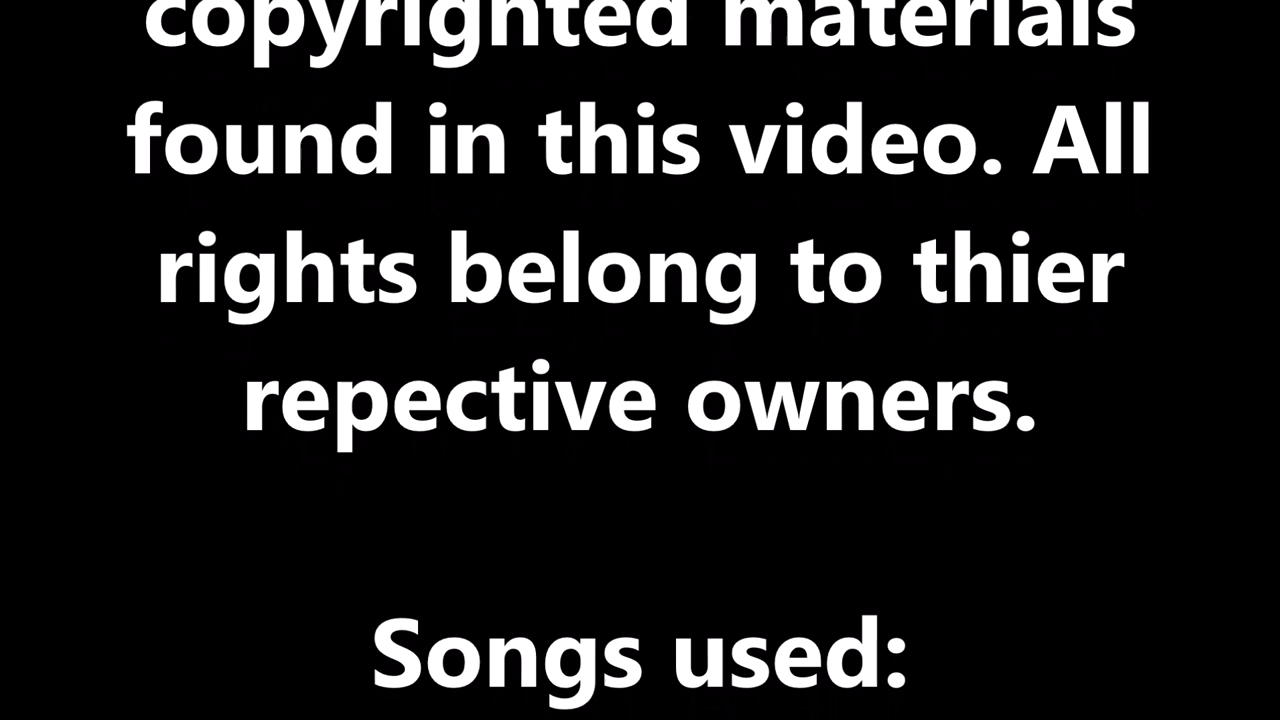 copyrighted materials
found in this video. All
rights belong to thier
repective owners.
Songs used: